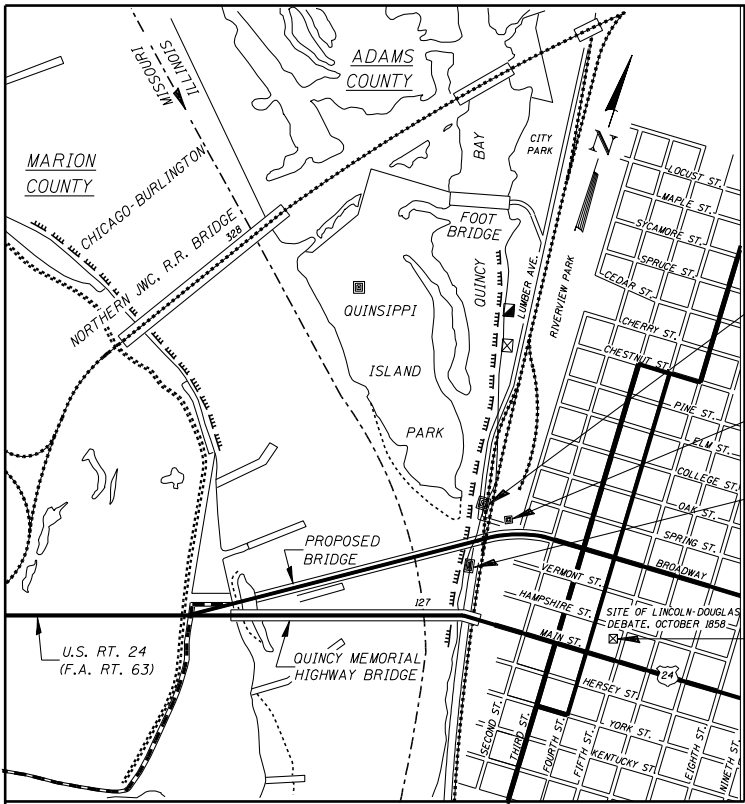 ADAMS
COUNTY
ILLINOIS
MISSOURI
MARION
COUNTY
CHICAGO-BURLINGTON
NORTHERN JWC. R.R. BRIDGE
328
BAY
CITY
PARK
N
FOOT
BRIDGE
QUINCY
LUMBER AVE.
RIVERVIEW PARK
QUINSIPPI
ISLAND
PARK
LOCUST ST.
MAPLE ST.
SYCAMORE ST.
SPRUCE ST.
CEDAR ST.
CHERRY ST.
CHESTNUT ST.
PINE ST.
ELM ST.
COLLEGE ST.
OAK ST.
SPRING ST.
BROADWAY
VERMONT ST.
HAMPSHIRE ST.
MAIN ST.
SITE OF LINCOLN-DOUGLAS
DEBATE. OCTOBER 1858
PROPOSED
BRIDGE
127
U.S. RT. 24
(F.A. RT. 63)
QUINCY MEMORIAL
HIGHWAY BRIDGE
24
HERSEY ST.
YORK ST.
KENTUCKY ST.
SECOND ST.
THIRD ST.
FOURTH ST.
FIFTH ST.
EIGHTH ST.
NINETH ST.